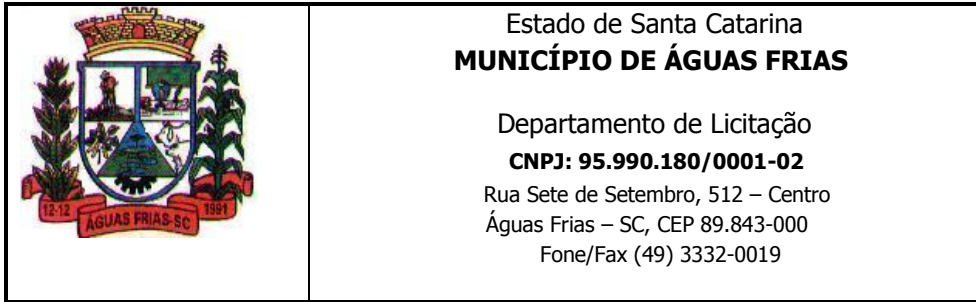 12-12
ÁGUAS FRIAS-SC
1991
Estado de Santa Catarina
MUNICÍPIO DE ÁGUAS FRIAS
Departamento de Licitação
CNPJ: 95.990.180/0001-02
Rua Sete de Setembro, 512 – Centro
Águas Frias – SC, CEP 89.843-000
Fone/Fax (49) 3332-0019